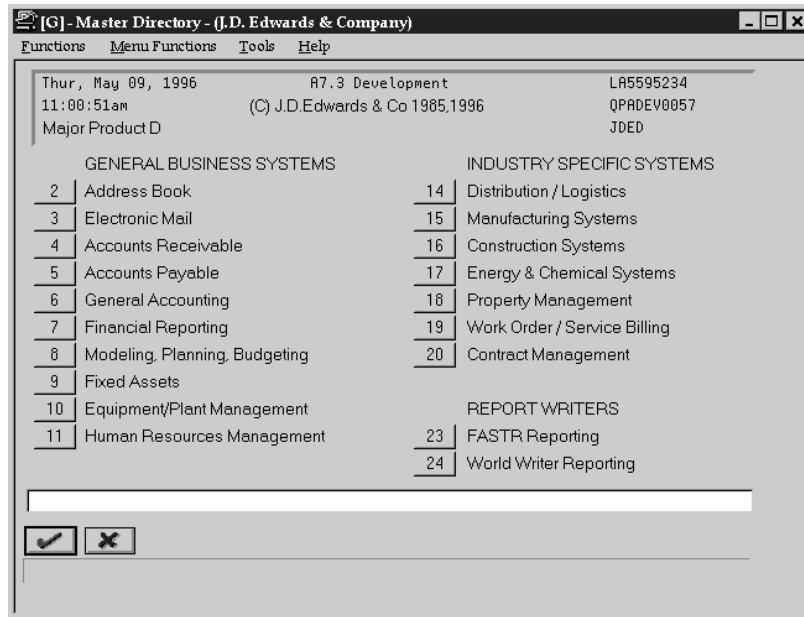 [G] - Master Directory - (J.D. Edwards & Company)
Functions Menu Functions Tools Help
Thur, May 09, 1996 A7.3 Development LA5595234
11:00:51am (C) J.D.Edwards & Co 1985,1996 QPADEV0057
Major Product D JDED
GENERAL BUSINESS SYSTEMS INDUSTRY SPECIFIC SYSTEMS
2 Address Book 14 Distribution / Logistics
3 Electronic Mail 15 Manufacturing Systems
4 Accounts Receivable 16 Construction Systems
5 Accounts Payable 17 Energy & Chemical Systems
6 General Accounting 18 Property Management
7 Financial Reporting 19 Work Order / Service Billing
8 Modeling, Planning, Budgeting 20 Contract Management
9 Fixed Assets
10 Equipment/Plant Management REPORT WRITERS
11 Human Resources Management 23 FASTR Reporting
24 World Writer Reporting